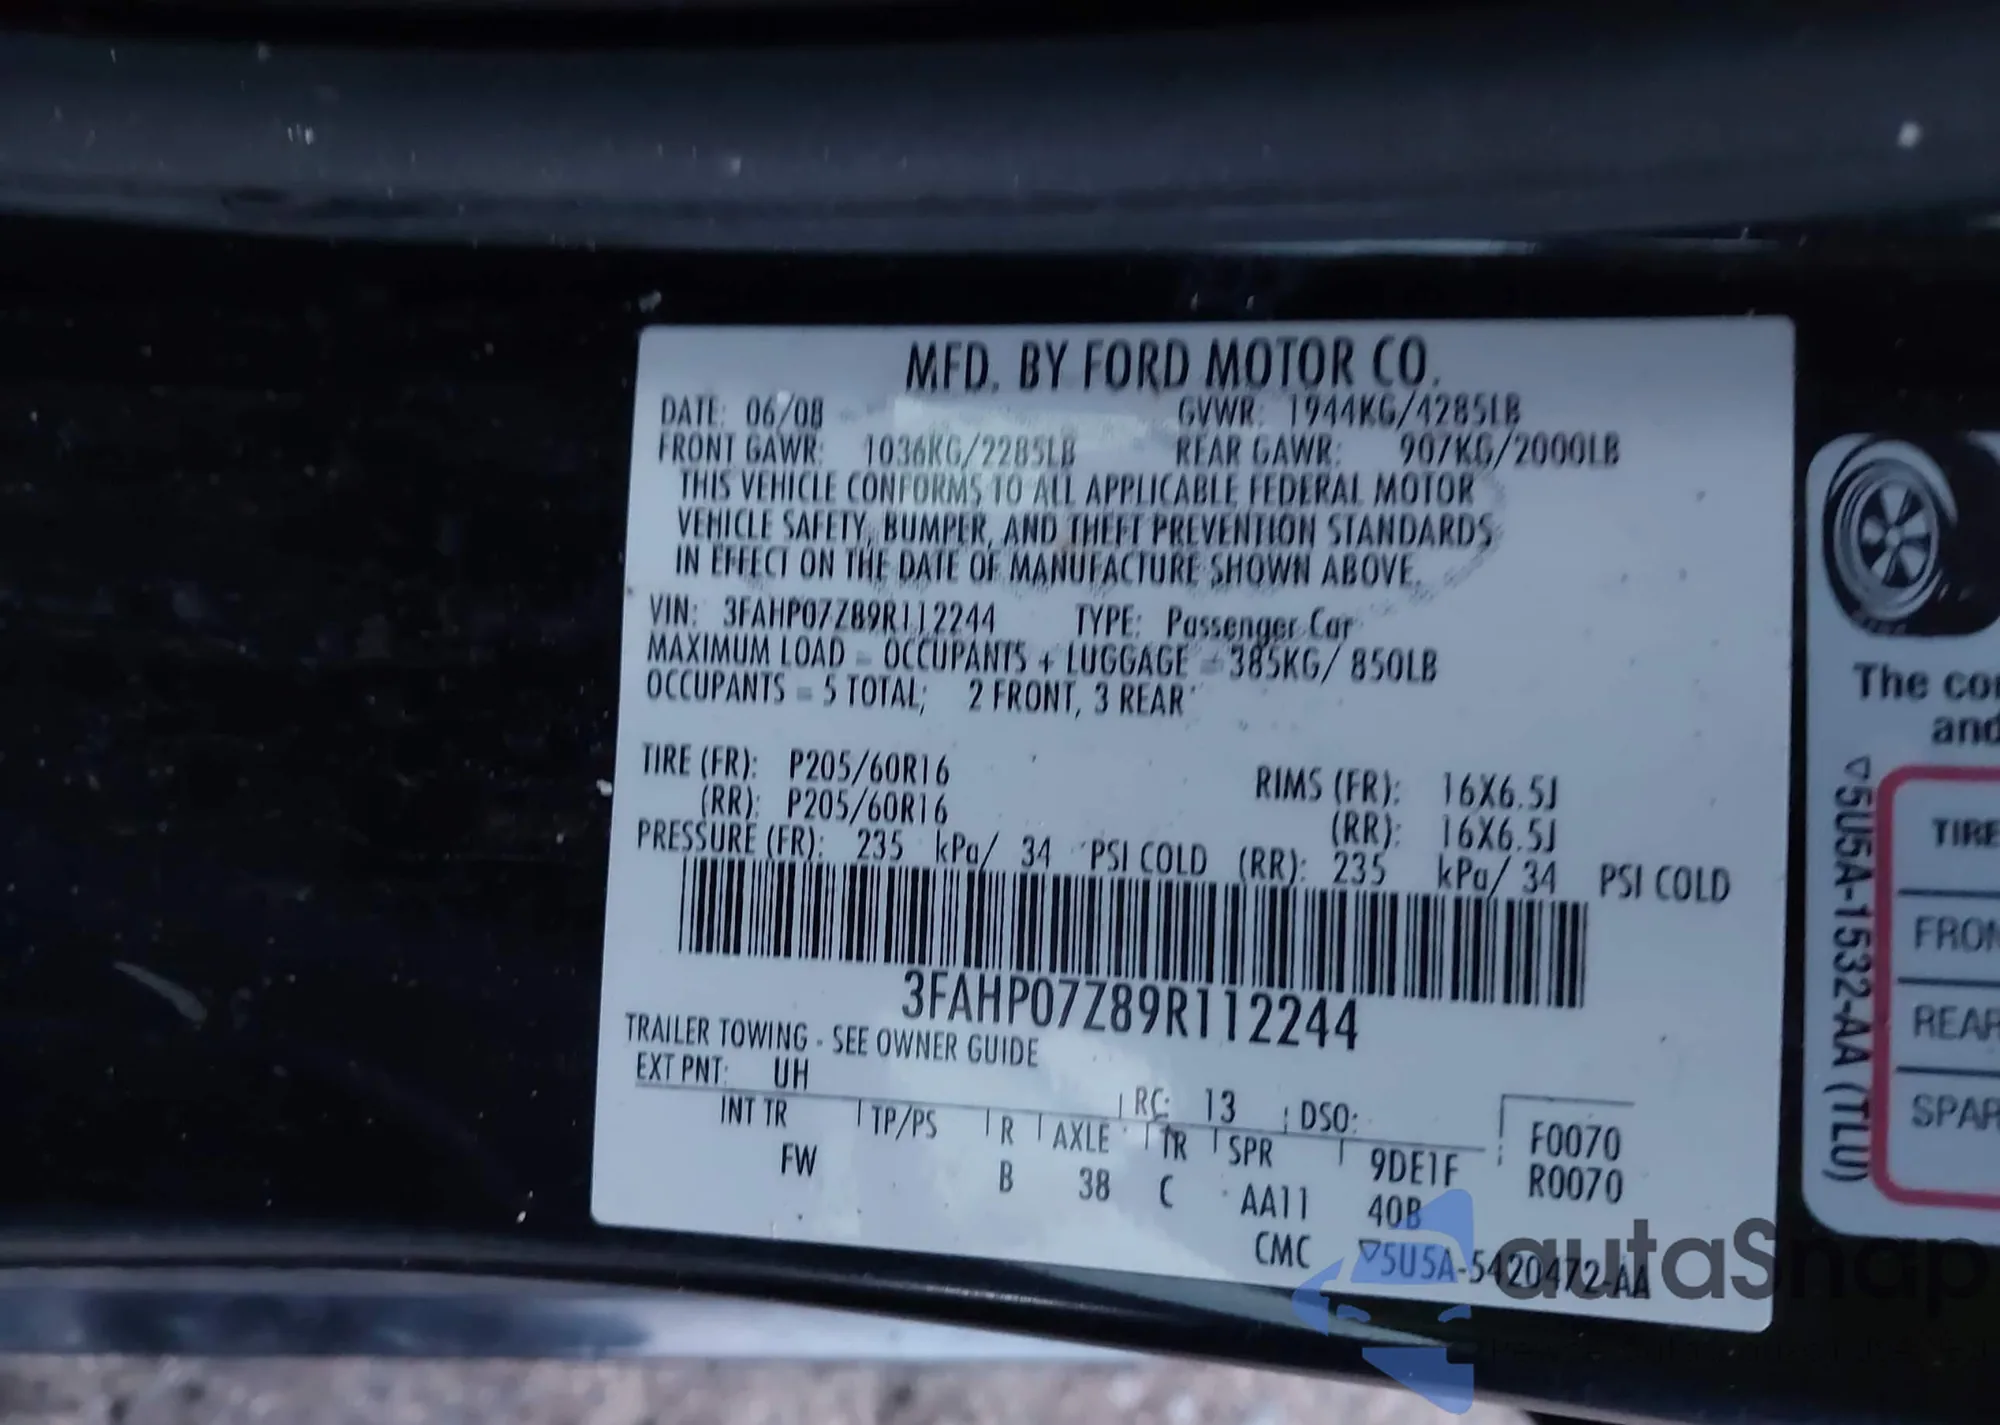 MFD. BY FORD MOTOR CO.
DATE: 06/08 GVWR: 1944KG/4285LB
FRONT GAWR: 1036KG/2285LB REAR GAWR: 907KG/2000LB
THIS VEHICLE CONFORMS TO ALL APPLICABLE FEDERAL MOTOR
VEHICLE SAFETY, BUMPER, AND THEFT PREVENTION STANDARDS
IN EFFECT ON THE DATE OF MANUFACTURE SHOWN ABOVE.
VIN: 3FAHP07Z89R112244 TYPE: Passenger Car
MAXIMUM LOAD = OCCUPANTS + LUGGAGE = 385KG/ 850LB
OCCUPANTS = 5 TOTAL; 2 FRONT, 3 REAR
TIRE (FR): P205/60R16 RIMS (FR): 16X6.5J
(RR): P205/60R16 (RR): 16X6.5J
PRESSURE (FR): 235 kPa/ 34 PSI COLD (RR): 235 kPa/ 34 PSI COLD
3FAHP07Z89R112244
TRAILER TOWING - SEE OWNER GUIDE
EXT PNT: UH RC: 13 DSO:
INT TR TP/PS R AXLE TR SPR 9DE1F F0070
FW B 38 C AA11 40B R0070
CMC ▽5U5A-5420472-AA
The
and
▽5U5A-1532-AA (TLU)
TIRE
FRON
REAR
SPAR
autaSnap